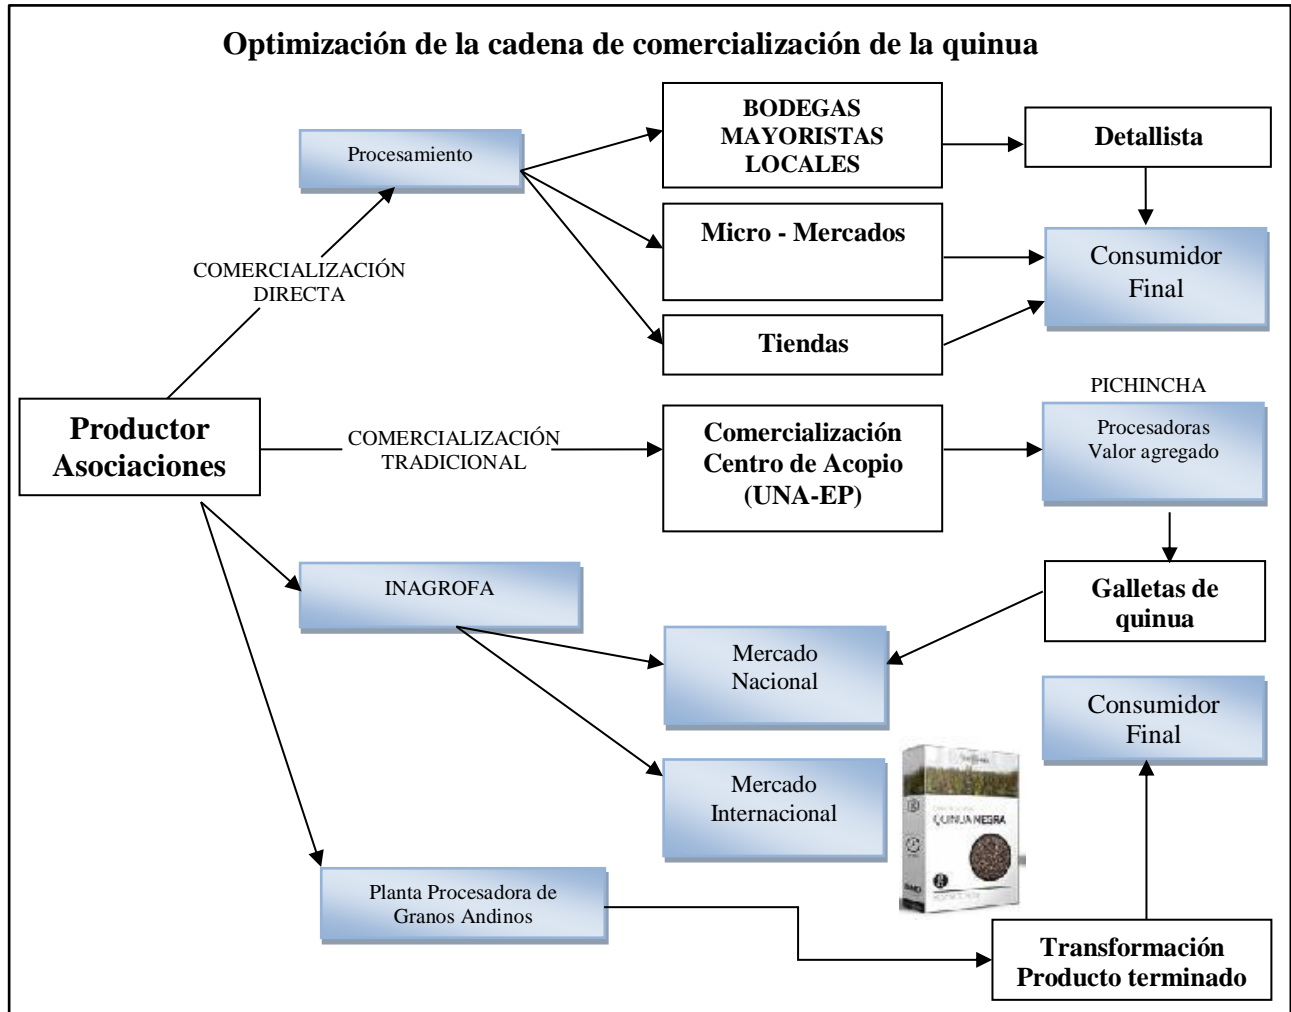 Optimización de la cadena de comercialización de la quinua
BODEGAS
MAYORISTAS
LOCALES
Detallista
Procesamiento
Micro - Mercados
Consumidor
Final
COMERCIALIZACIÓN
DIRECTA
Tiendas
PICHINCHA
Productor
Asociaciones
COMERCIALIZACIÓN
TRADICIONAL
Comercialización
Centro de Acopio
(UNA-EP)
Procesadoras
Valor agregado
INAGROFA
Galletas de
quinua
Mercado
Nacional
Consumidor
Final
Mercado
Internacional
QUINUA NEGRA
Planta Procesadora de
Granos Andinos
Transformación
Producto terminado